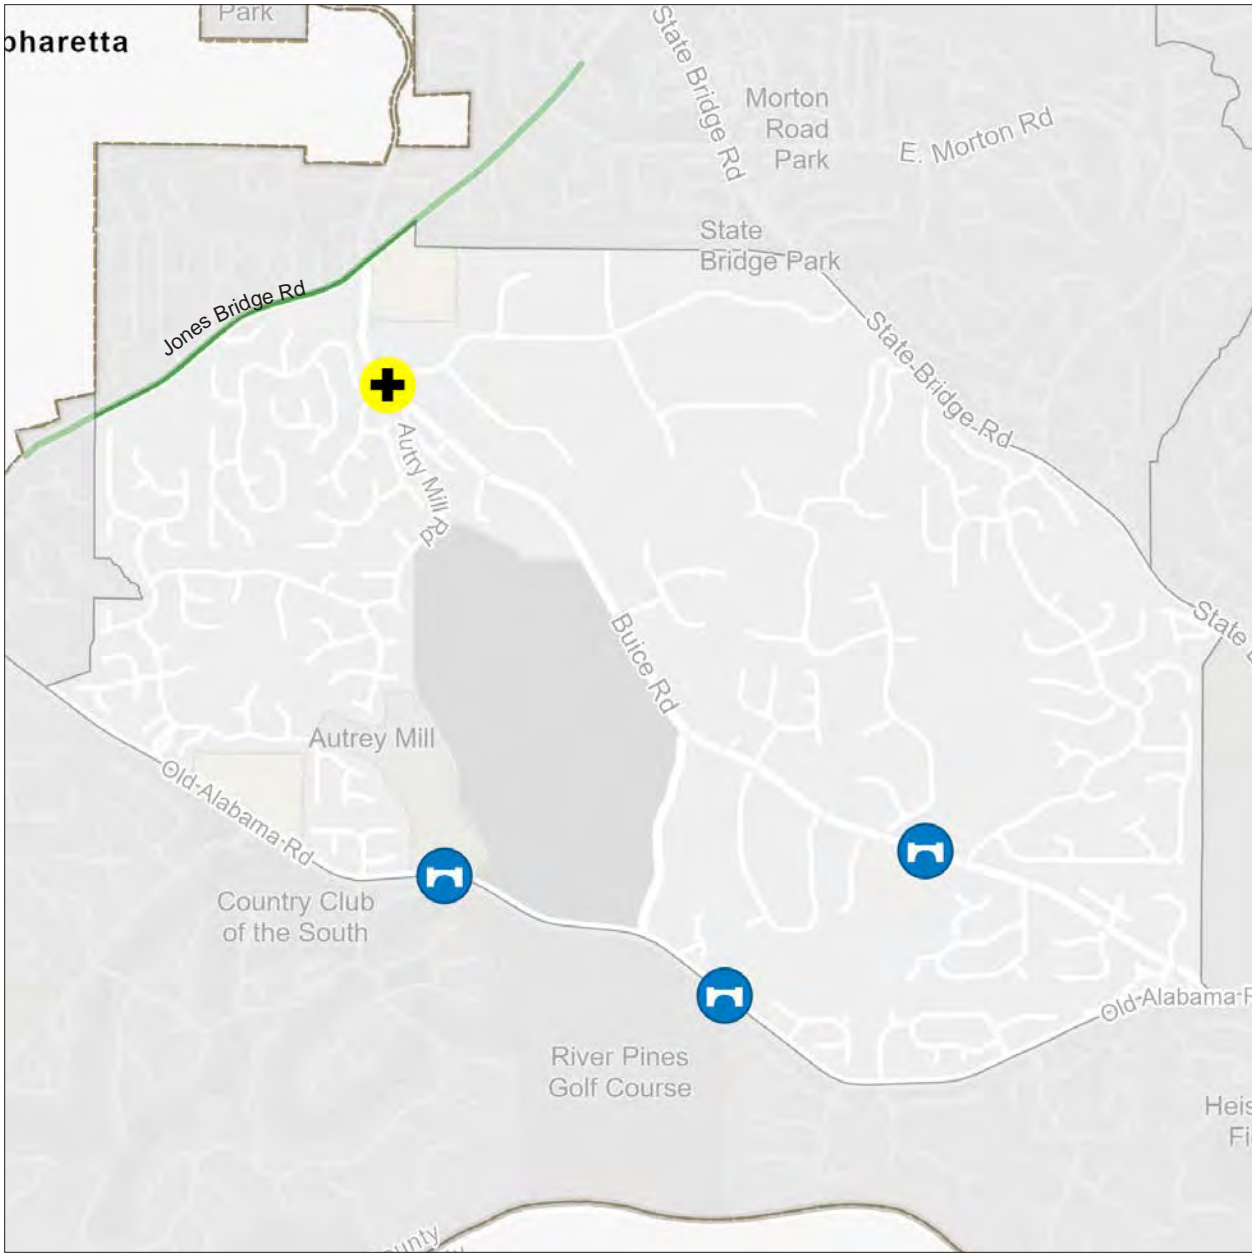 Park
pharetta
State Bridge Rd
Morton
Road
Park
E. Morton Rd
State
Bridge Park
Jones Bridge Rd
State-Bridge-Rd
Autry Mill Rd
State
Buice Rd
Autrey Mill
Old-Alabama-Rd
Country Club
of the South
Old-Alabama-R
River Pines
Golf Course
Heis
Fi
unty